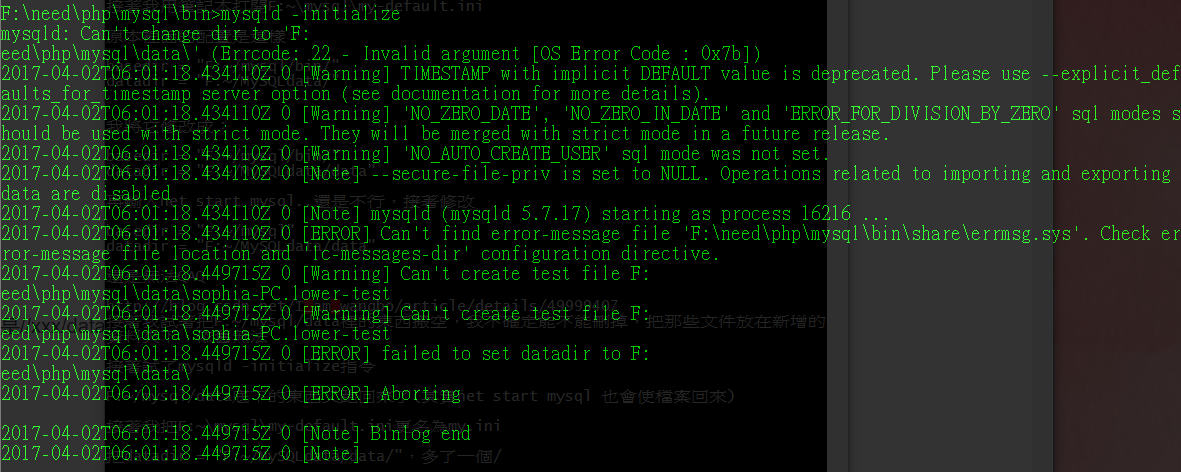 F:\need\php\mysql\bin>mysqld -initialize
mysqld: Can't change dir to 'F:
eed\php\mysql\data\' (Errcode: 22 - Invalid argument [OS Error Code : 0x7b])
2017-04-02T06:01:18.434110Z 0 [Warning] TIMESTAMP with implicit DEFAULT value is deprecated. Please use --explicit_def
aults_for_timestamp server option (see documentation for more details).
2017-04-02T06:01:18.434110Z 0 [Warning] 'NO_ZERO_DATE', 'NO_ZERO_IN_DATE' and 'ERROR_FOR_DIVISION_BY_ZERO' sql modes s
hould be used with strict mode. They will be merged with strict mode in a future release.
2017-04-02T06:01:18.434110Z 0 [Warning] 'NO_AUTO_CREATE_USER' sql mode was not set.
2017-04-02T06:01:18.434110Z 0 [Note] --secure-file-priv is set to NULL. Operations related to importing and exporting
data are disabled
2017-04-02T06:01:18.434110Z 0 [Note] mysqld (mysqld 5.7.17) starting as process 16216 ...
2017-04-02T06:01:18.434110Z 0 [ERROR] Can't find error-message file 'F:\need\php\mysql\bin\share\errmsg.sys'. Check er
ror-message file location and 'lc-messages-dir' configuration directive.
2017-04-02T06:01:18.449715Z 0 [Warning] Can't create test file F:
eed\php\mysql\data\sophia-PC.lower-test
2017-04-02T06:01:18.449715Z 0 [Warning] Can't create test file F:
eed\php\mysql\data\sophia-PC.lower-test
2017-04-02T06:01:18.449715Z 0 [ERROR] failed to set datadir to F:
eed\php\mysql\data\
2017-04-02T06:01:18.449715Z 0 [ERROR] Aborting
2017-04-02T06:01:18.449715Z 0 [Note] Binlog end
2017-04-02T06:01:18.449715Z 0 [Note]